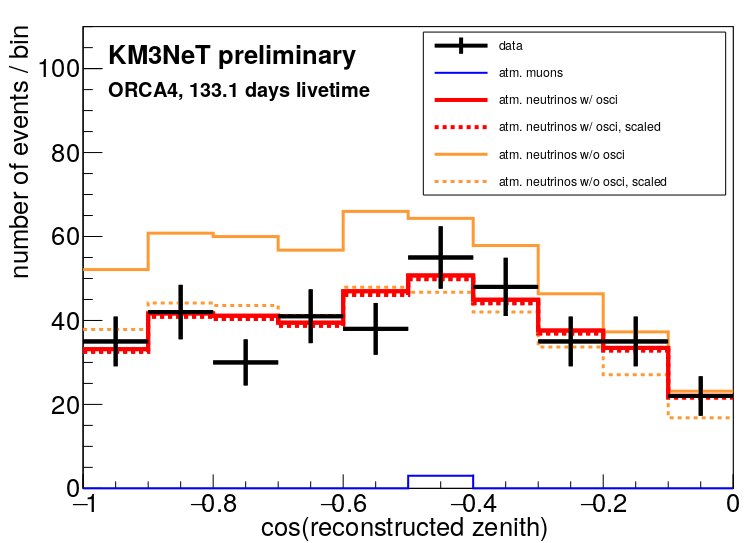 KM3NeT preliminary
ORCA4, 133.1 days livetime
data
atm. muons
atm. neutrinos w/ osci
atm. neutrinos w/ osci, scaled
atm. neutrinos w/o osci
atm. neutrinos w/o osci, scaled
number of events / bin
100
80
60
40
20
0
−1
−0.8
−0.6
−0.4
−0.2
0
cos(reconstructed zenith)